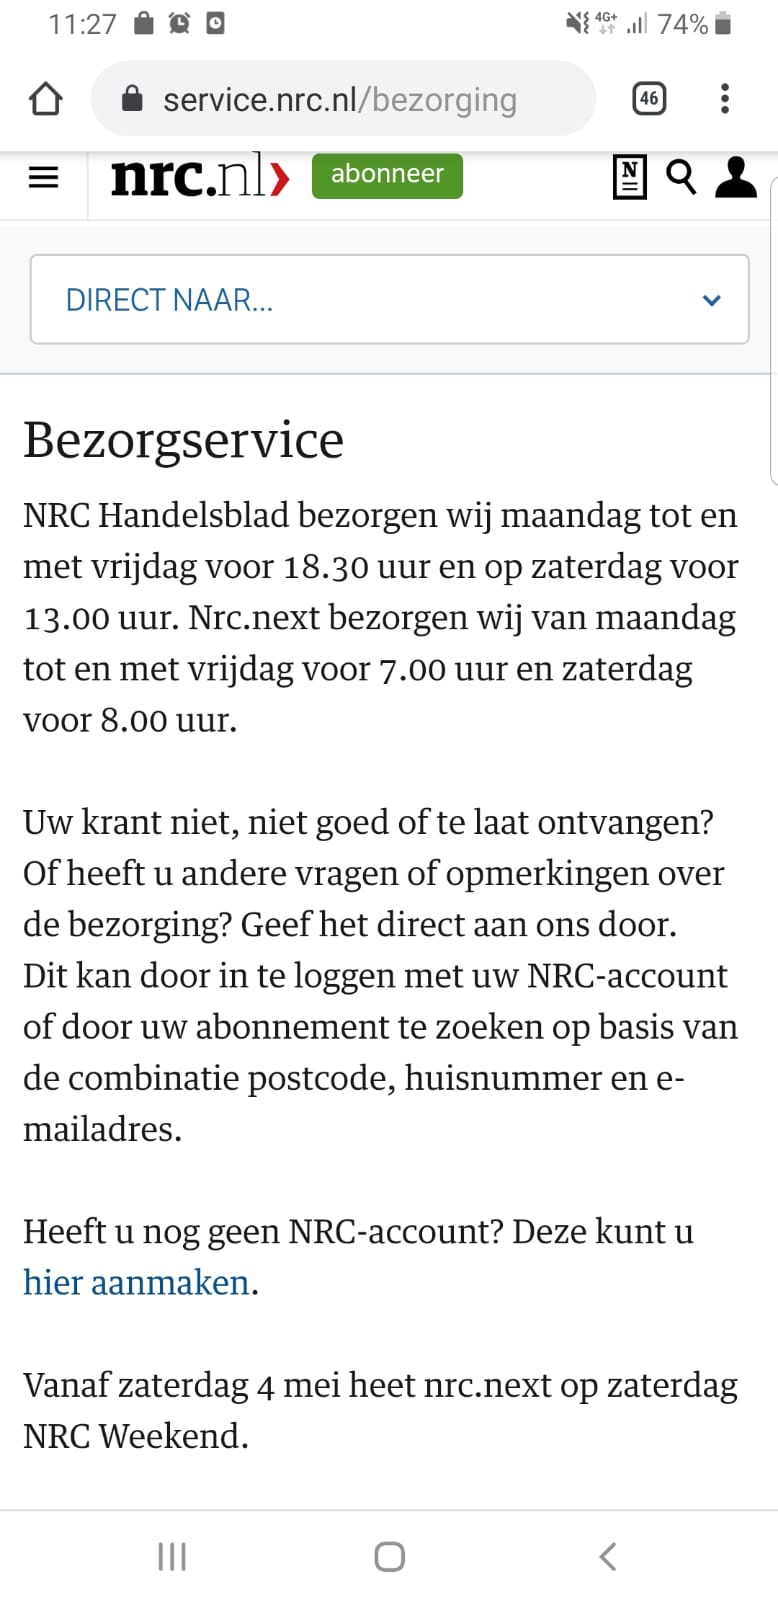 11:27
4G+
74%
service.nrc.nl/bezorging
46
nrc.nl❯
abonneer
N
DIRECT NAAR...
Bezorgservice
NRC Handelsblad bezorgen wij maandag tot en
met vrijdag voor 18.30 uur en op zaterdag voor
13.00 uur. Nrc.next bezorgen wij van maandag
tot en met vrijdag voor 7.00 uur en zaterdag
voor 8.00 uur.
Uw krant niet, niet goed of te laat ontvangen?
Of heeft u andere vragen of opmerkingen over
de bezorging? Geef het direct aan ons door.
Dit kan door in te loggen met uw NRC-account
of door uw abonnement te zoeken op basis van
de combinatie postcode, huisnummer en e-
mailadres.
Heeft u nog geen NRC-account? Deze kunt u
hier aanmaken.
Vanaf zaterdag 4 mei heet nrc.next op zaterdag
NRC Weekend.